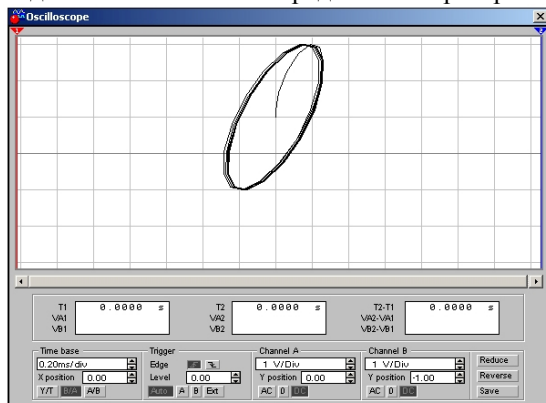 Oscilloscope
1 2
T1 0.0000 s T2 0.0000 s T2-T1 0.0000 s
VA1 VA2 VA2-VA1
VB1 VB2 VB2-VB1
Time base Trigger Channel A Channel B
0.20ms/div Edge 1 V/Div 1 V/Div Reduce
X position 0.00 Level 0.00 Y position 0.00 Y position -1.00 Reverse
Y/T B/A A/B Auto A B Ext AC 0 DC AC 0 DC Save